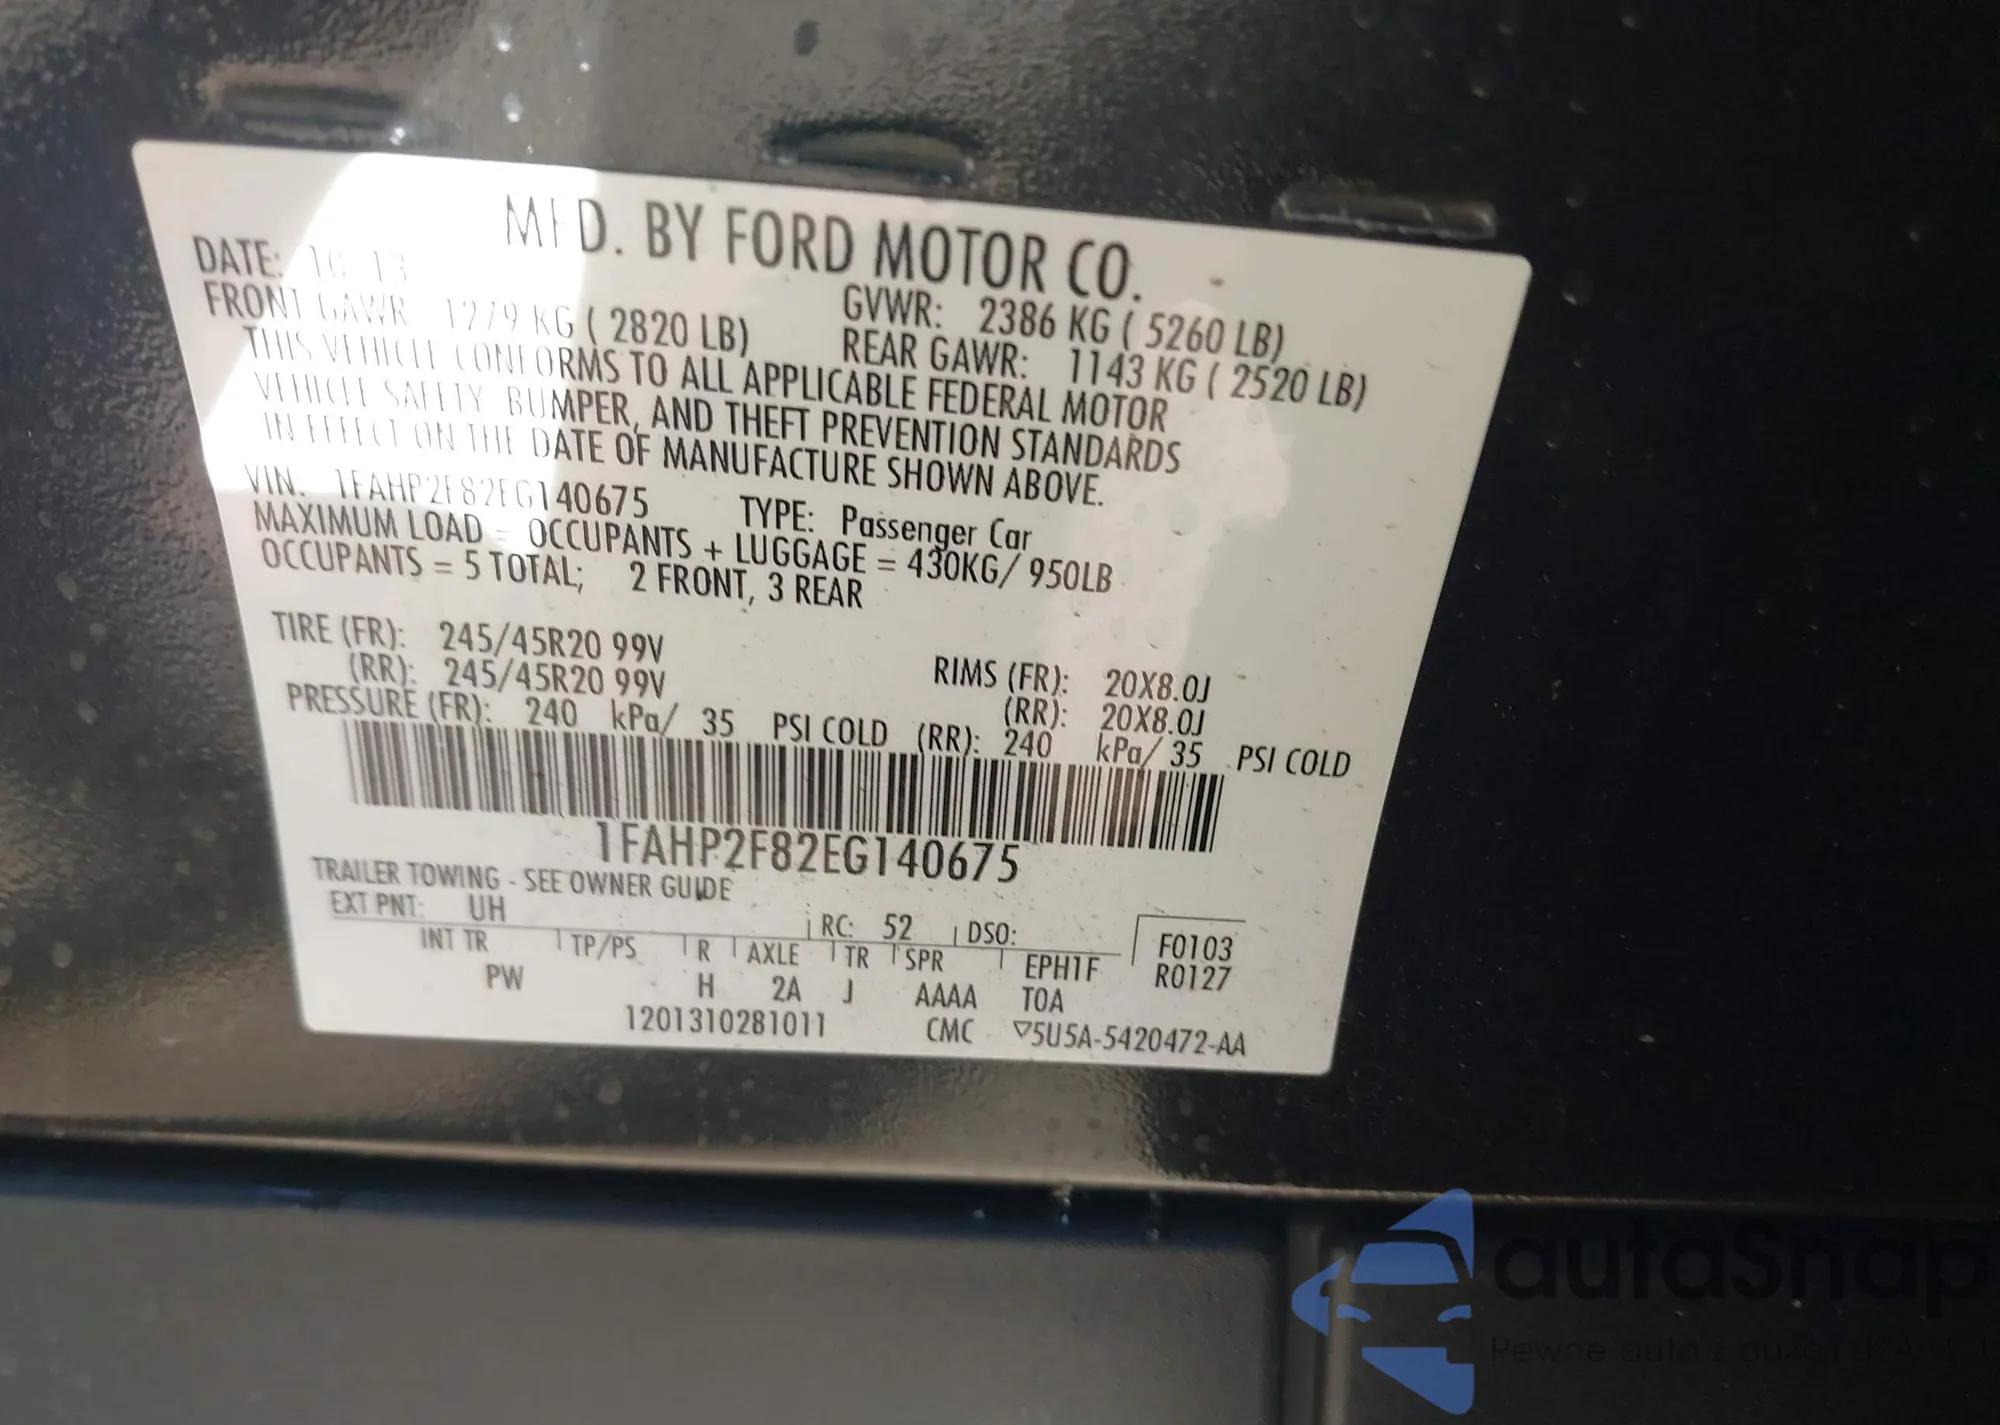 MFD. BY FORD MOTOR CO.
DATE: 10 13 GVWR: 2386 KG ( 5260 LB)
FRONT GAWR 1279 KG ( 2820 LB) REAR GAWR: 1143 KG ( 2520 LB)
THIS VEHICLE CONFORMS TO ALL APPLICABLE FEDERAL MOTOR
VEHICLE SAFETY, BUMPER, AND THEFT PREVENTION STANDARDS
IN EFFECT ON THE DATE OF MANUFACTURE SHOWN ABOVE.
VIN: 1FAHP2F82EG140675 TYPE: Passenger Car
MAXIMUM LOAD = OCCUPANTS + LUGGAGE = 430KG/ 950LB
OCCUPANTS = 5 TOTAL; 2 FRONT, 3 REAR
TIRE (FR): 245/45R20 99V RIMS (FR): 20X8.0J
(RR): 245/45R20 99V (RR): 20X8.0J
PRESSURE (FR): 240 kPa/ 35 PSI COLD (RR): 240 kPa/ 35 PSI COLD
1FAHP2F82EG140675
TRAILER TOWING - SEE OWNER GUIDE
EXT PNT: UH RC: 52 DSO: F0103
INT TR TP/PS R AXLE TR SPR EPH1F R0127
PW H 2A J AAAA TOA
1201310281011 CMC ▽5U5A-5420472-AA
autaSnap
Pewne auto z